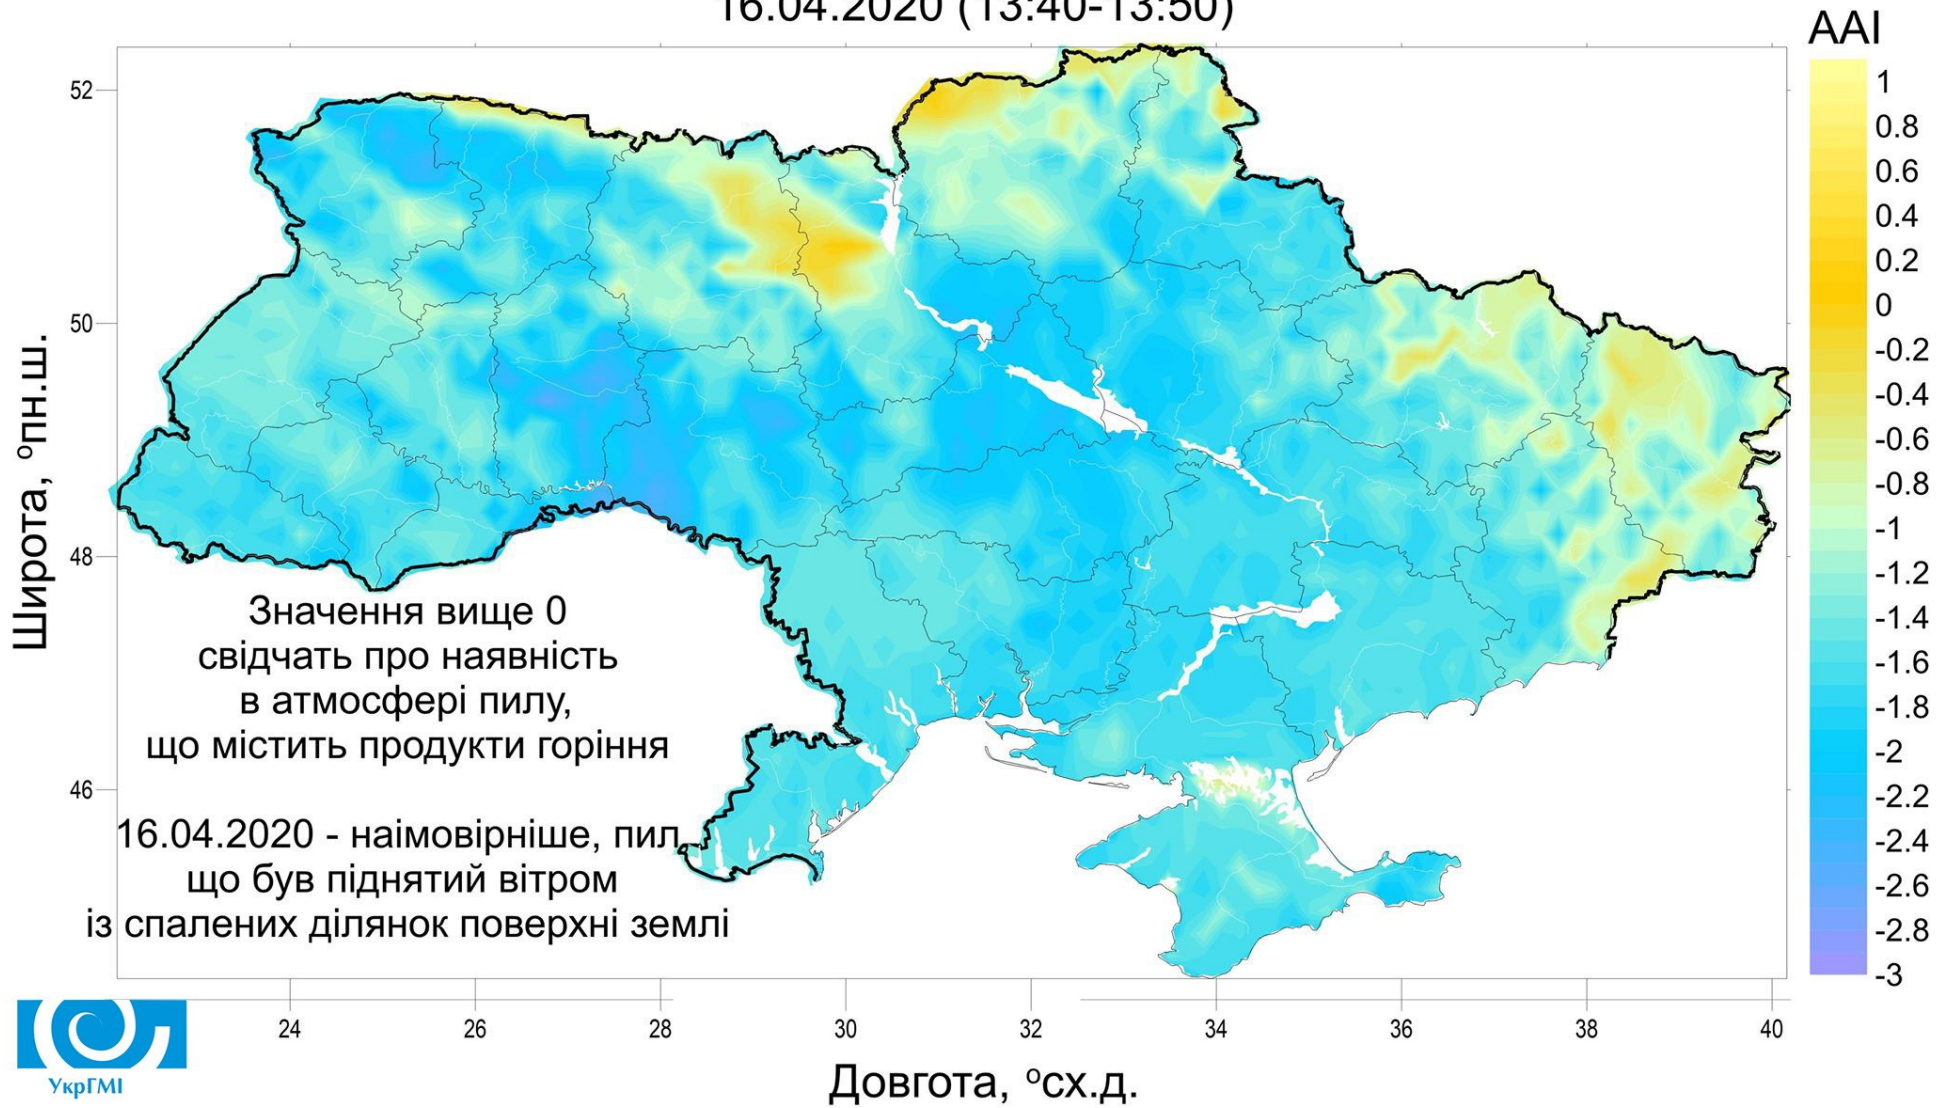 16.04.2020 (13:40-13:50)
AAI
1
0.8
0.6
0.4
0.2
0
-0.2
-0.4
-0.6
-0.8
-1
-1.2
-1.4
-1.6
-1.8
-2
-2.2
-2.4
-2.6
-2.8
-3
52
50
48
46
Широта, ºпн.ш.
Значення вище 0
свідчать про наявність
в атмосфері пилу,
що містить продукти горіння
16.04.2020 - наімовірніше, пил,
що був піднятий вітром
із спалених ділянок поверхні землі
24 26 28 30 32 34 36 38 40
Довгота, ºсх.д.
УкрГМІ